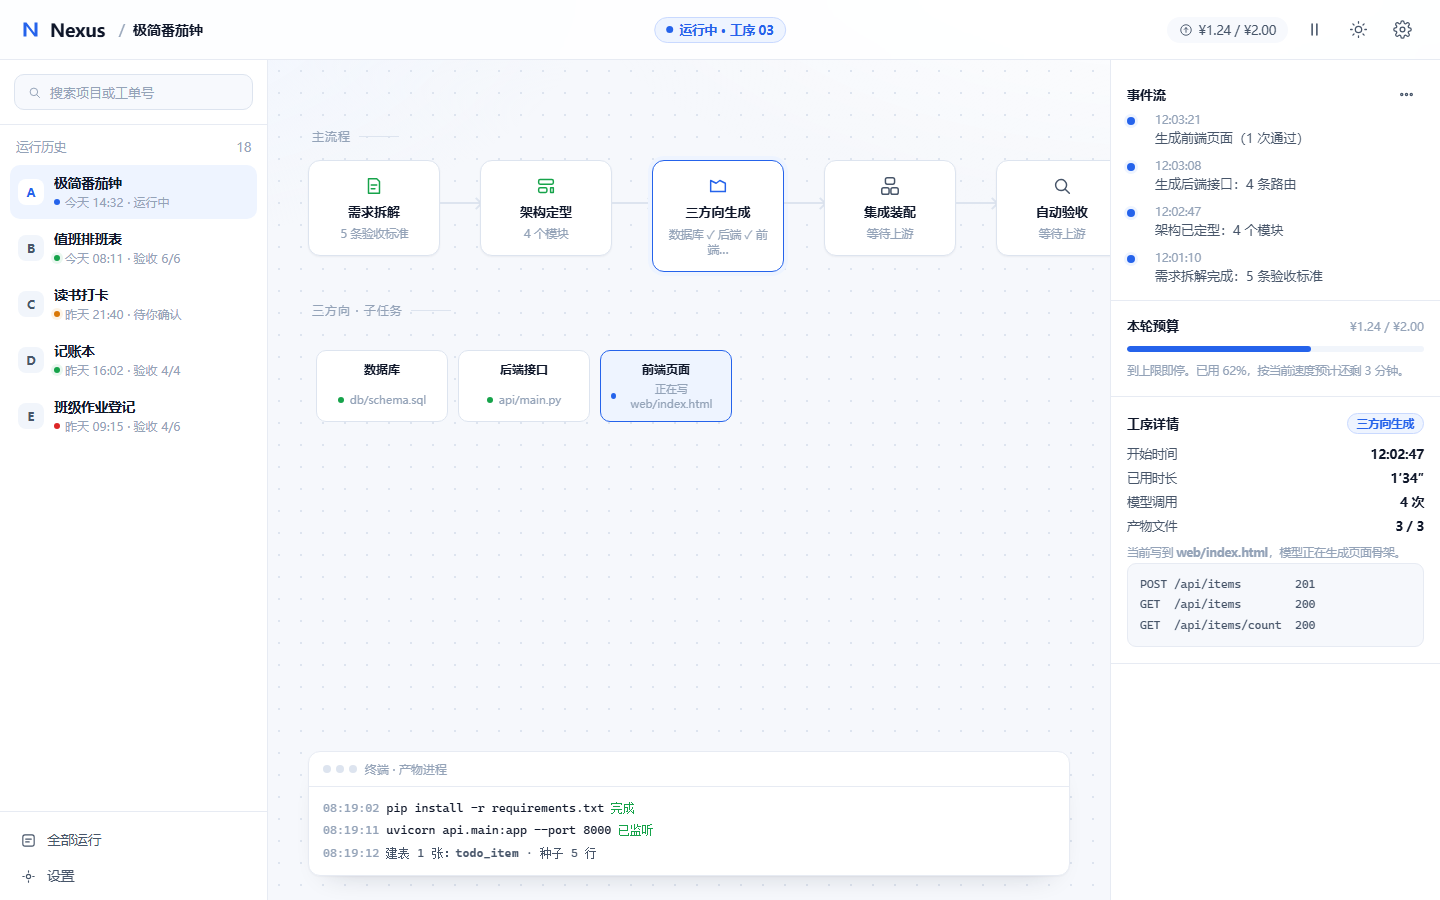 Nexus / 极简番茄钟
运行中 • 工序 03
¥1.24 / ¥2.00
搜索项目或工单号
运行历史 18
A 极简番茄钟
今天 14:32 · 运行中
B 值班排班表
今天 08:11 · 验收 6/6
C 读书打卡
昨天 21:40 · 待你确认
D 记账本
昨天 16:02 · 验收 4/4
E 班级作业登记
昨天 09:15 · 验收 4/6
全部运行
设置
主流程
需求拆解
5 条验收标准
架构定型
4 个模块
三方向生成
数据库 ✓ 后端 ✓ 前
端...
集成装配
等待上游
自动验收
等待上游
三方向 · 子任务
数据库
db/schema.sql
后端接口
api/main.py
前端页面
正在写
web/index.html
终端 · 产物进程
08:19:02 pip install -r requirements.txt 完成
08:19:11 uvicorn api.main:app --port 8000 已监听
08:19:12 建表 1 张: todo_item · 种子 5 行
事件流
12:03:21
生成前端页面（1 次通过）
12:03:08
生成后端接口：4 条路由
12:02:47
架构已定型：4 个模块
12:01:10
需求拆解完成：5 条验收标准
本轮预算 ¥1.24 / ¥2.00
到上限即停。已用 62%，按当前速度预计还剩 3 分钟。
工序详情 三方向生成
开始时间 12:02:47
已用时长 1′34″
模型调用 4 次
产物文件 3 / 3
当前写到 web/index.html，模型正在生成页面骨架。
POST /api/items 201
GET /api/items 200
GET /api/items/count 200